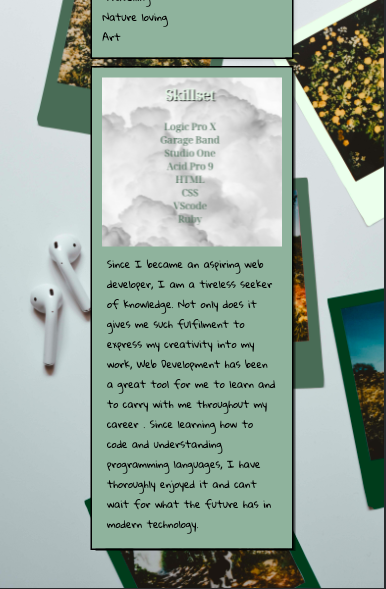 Nature loving
Art
Skillset
Logic Pro X
Garage Band
Studio One
Acid Pro 9
HTML
CSS
VScode
Ruby
Since I became an aspiring web
developer, I am a tireless seeker
of knowledge. Not only does it
gives me such fulfilment to
express my creativity into my
work, Web Development has been
a great tool for me to learn and
to carry with me throughout my
career . Since learning how to
code and understanding
programming languages, I have
thoroughly enjoyed it and cant
wait for what the future has in
modern technology.